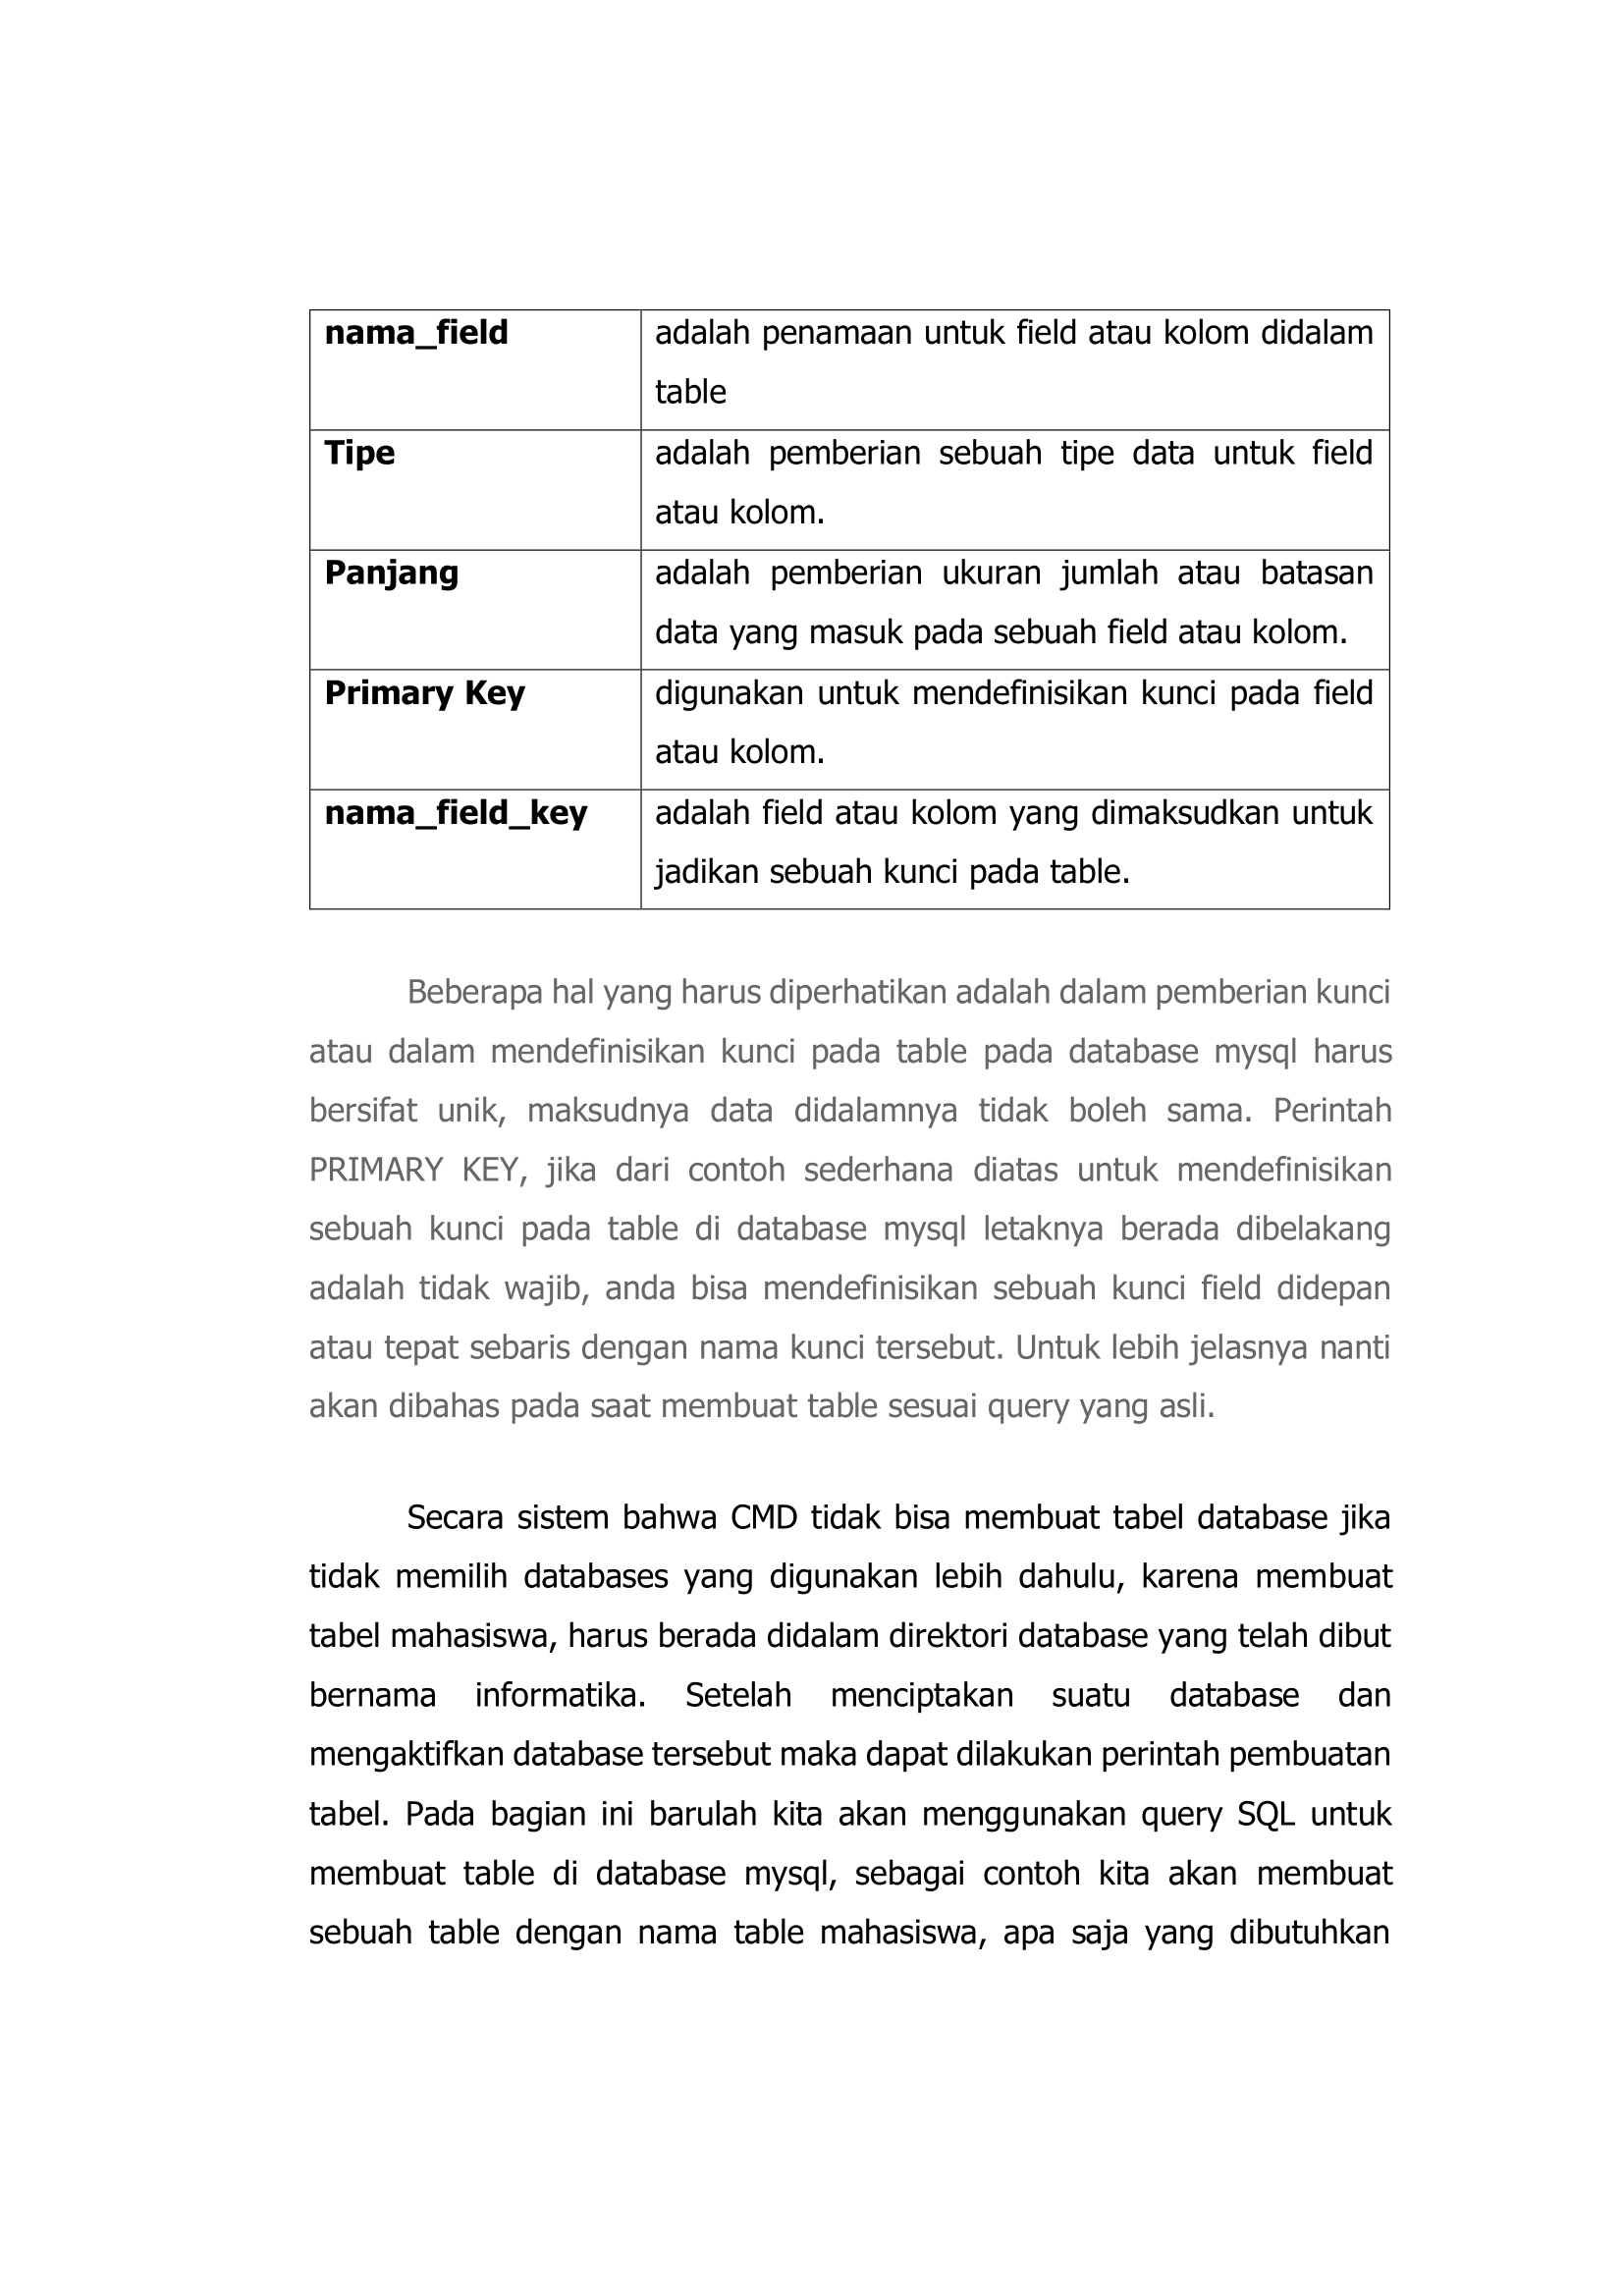 nama_field
adalah penamaan untuk field atau kolom didalam
table
Tipe
adalah pemberian sebuah tipe data untuk field
atau kolom.
Panjang
adalah pemberian ukuran jumlah atau batasan
data yang masuk pada sebuah field atau kolom.
Primary Key
digunakan untuk mendefinisikan kunci pada field
atau kolom.
nama_field_key
adalah field atau kolom yang dimaksudkan untuk
jadikan sebuah kunci pada table.
Beberapa hal yang harus diperhatikan adalah dalam pemberian kunci
atau dalam mendefinisikan kunci pada table pada database mysql harus
bersifat unik, maksudnya data didalamnya tidak boleh sama. Perintah
PRIMARY KEY, jika dari contoh sederhana diatas untuk mendefinisikan
sebuah kunci pada table di database mysql letaknya berada dibelakang
adalah tidak wajib, anda bisa mendefinisikan sebuah kunci field didepan
atau tepat sebaris dengan nama kunci tersebut. Untuk lebih jelasnya nanti
akan dibahas pada saat membuat table sesuai query yang asli.
Secara sistem bahwa CMD tidak bisa membuat tabel database jika
tidak memilih databases yang digunakan lebih dahulu, karena membuat
tabel mahasiswa, harus berada didalam direktori database yang telah dibut
bernama informatika. Setelah menciptakan suatu database dan
mengaktifkan database tersebut maka dapat dilakukan perintah pembuatan
tabel. Pada bagian ini barulah kita akan menggunakan query SQL untuk
membuat table di database mysql, sebagai contoh kita akan membuat
sebuah table dengan nama table mahasiswa, apa saja yang dibutuhkan